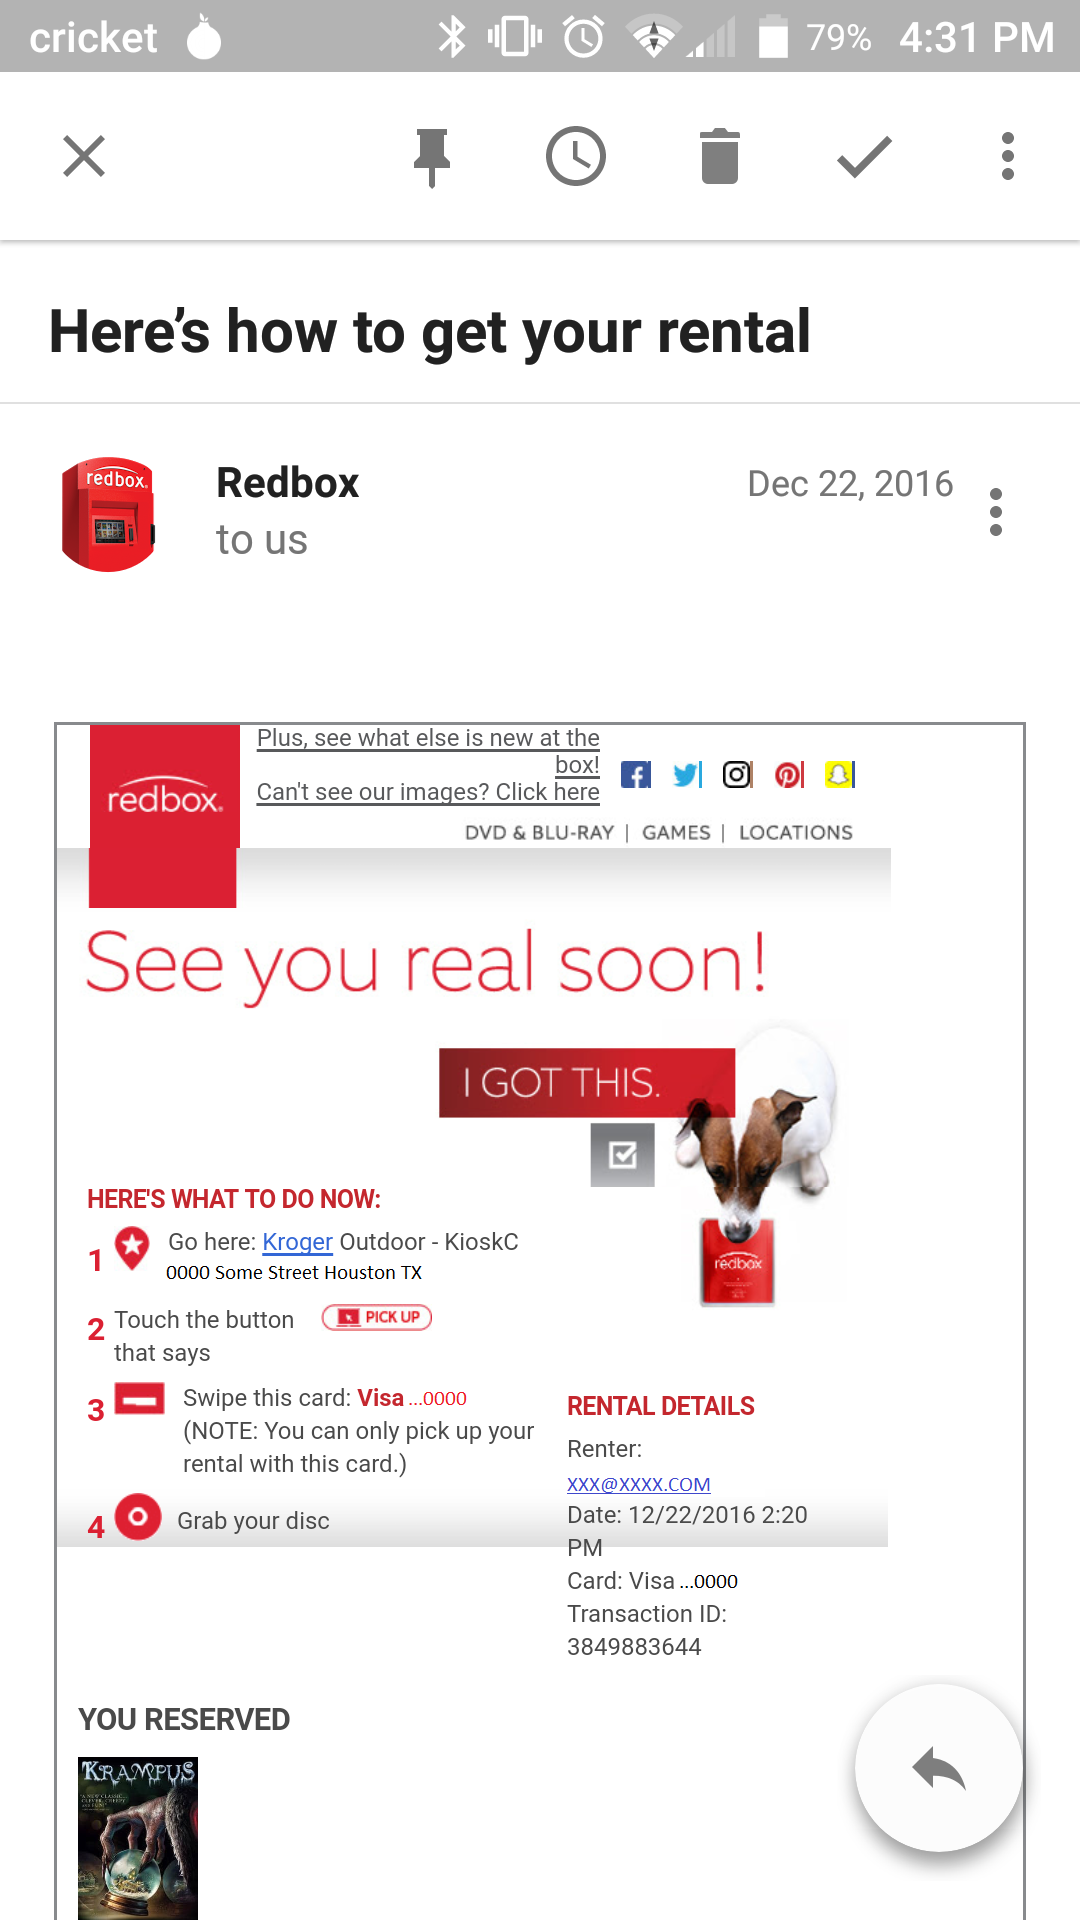 cricket 79% 4:31 PM
Here's how to get your rental
redbox.
Redbox
Dec 22, 2016
to us
redbox.
Plus, see what else is new at the
box!
Can't see our images? Click here
DVD & BLU-RAY | GAMES | LOCATIONS
See you real soon!
I GOT THIS.
redbox
HERE'S WHAT TO DO NOW:
1 Go here: Kroger Outdoor - KioskC
0000 Some Street Houston TX
2 Touch the button
that says
PICK UP
3 Swipe this card: Visa ...0000
(NOTE: You can only pick up your
rental with this card.)
4 Grab your disc
RENTAL DETAILS
Renter:
XXX@XXXX.COM
Date: 12/22/2016 2:20
PM
Card: Visa ...0000
Transaction ID:
3849883644
YOU RESERVED
KRAMPUS